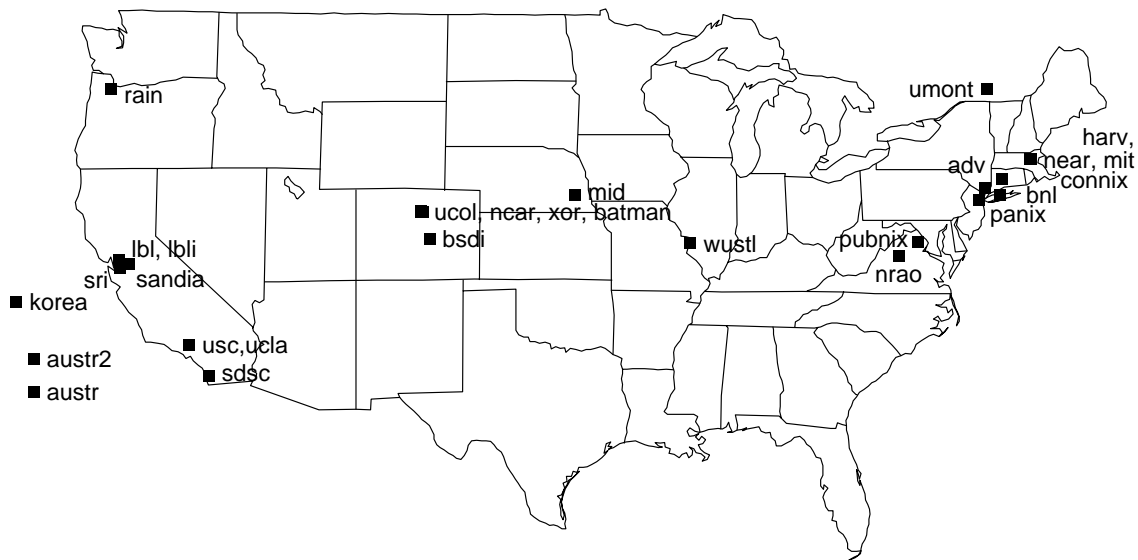 rain
umont
harv,
near, mit
adv
connix
mid
bnl
ucol, ncar, xor, batman
panix
bsdi
wustl
pubnix
lbl, lbli
nrao
sri
sandia
korea
usc,ucla
austr2
sdsc
austr